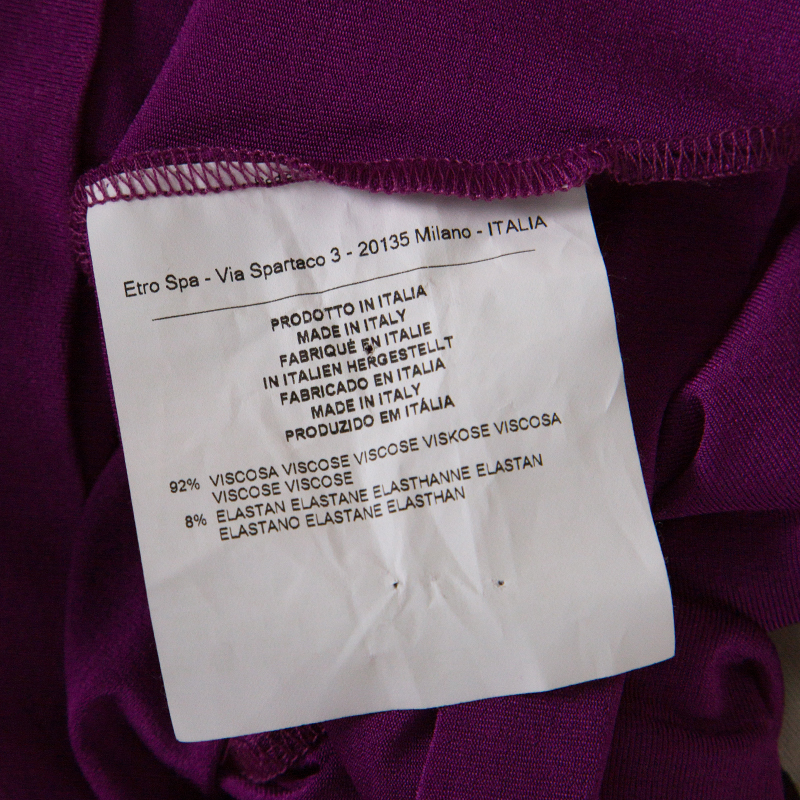 Etro Spa - Via Spartaco 3 - 20135 Milano - ITALIA
PRODOTTO IN ITALIA
MADE IN ITALY
FABRIQUÉ EN ITALIE
IN ITALIEN HERGESTELLT
FABRICADO EN ITALIA
MADE IN ITALY
PRODUZIDO EM ITÁLIA
92% VISCOSA VISCOSE VISCOSE VISKOSE VISCOSA
VISCOSE VISCOSE
8% ELASTAN ELASTANE ELASTHANNE ELASTAN
ELASTANO ELASTANE ELASTHAN